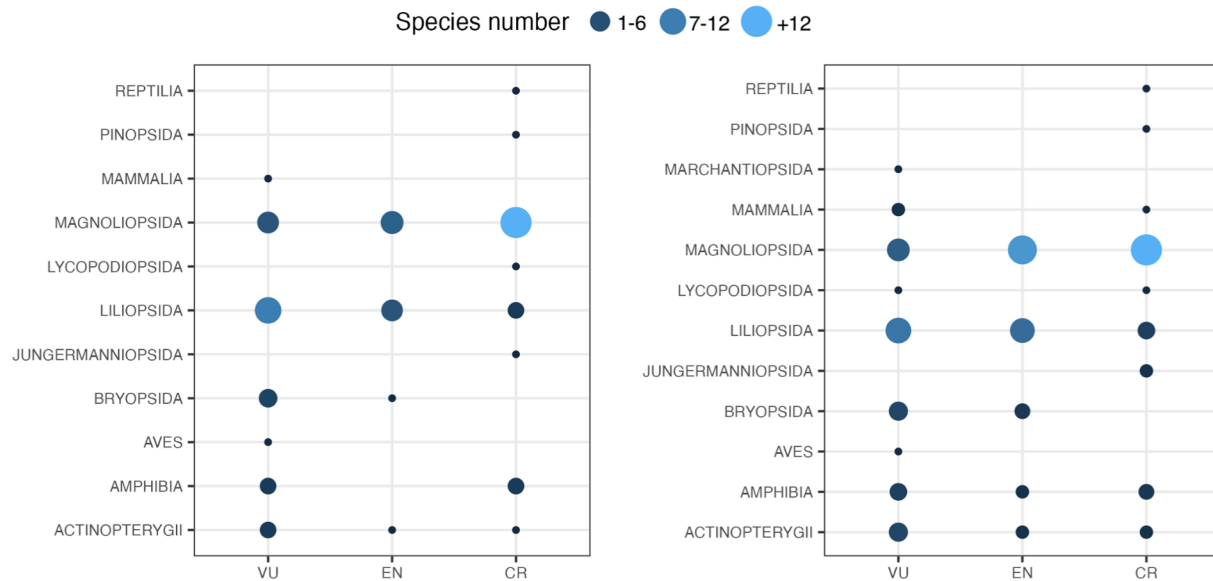 Species number 1-6 7-12 +12
REPTILIA
PINOPSIDA
MAMMALIA
MAGNOLIOPSIDA
LYCOPODIOPSIDA
LILIOPSIDA
JUNGERMANNIOPSIDA
BRYOPSIDA
AVES
AMPHIBIA
ACTINOPTERYGII
VU EN CR
REPTILIA
PINOPSIDA
MARCHANTIOPSIDA
MAMMALIA
MAGNOLIOPSIDA
LYCOPODIOPSIDA
LILIOPSIDA
JUNGERMANNIOPSIDA
BRYOPSIDA
AVES
AMPHIBIA
ACTINOPTERYGII
VU EN CR